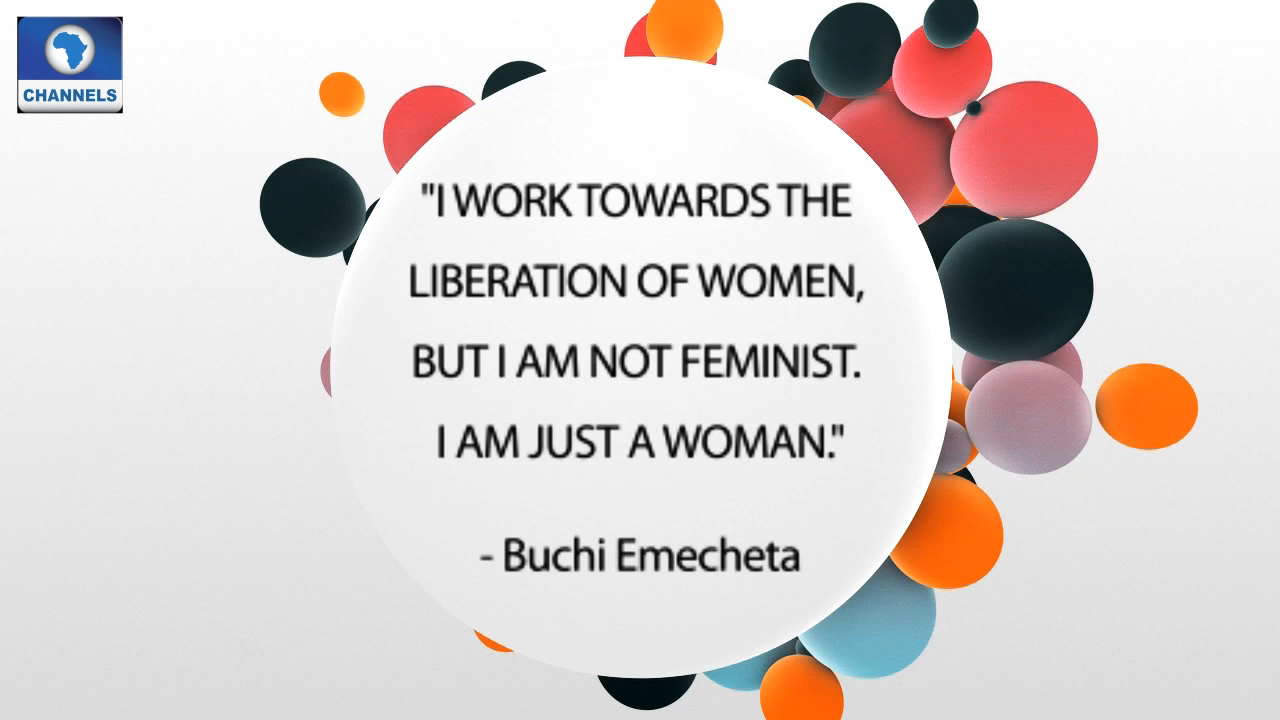 CHANNELS
"I WORK TOWARDS THE
LIBERATION OF WOMEN,
BUT I AM NOT FEMINIST.
I AM JUST A WOMAN."
- Buchi Emecheta